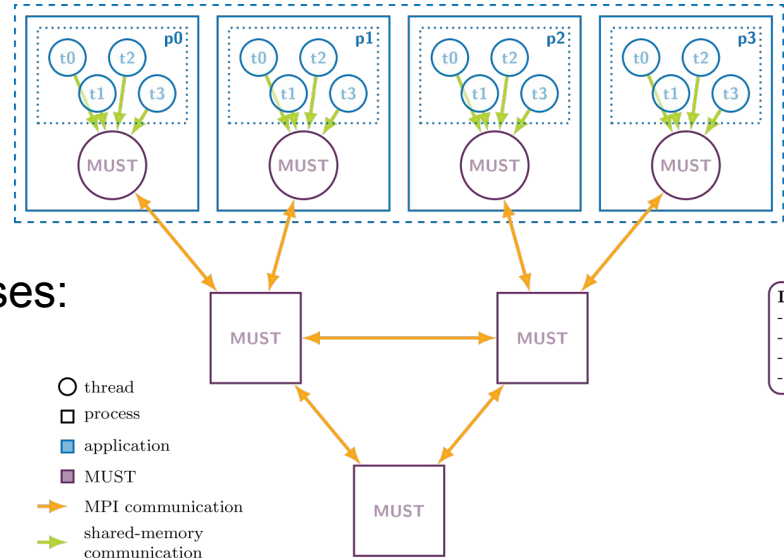 p0
t0
t2
t1
t3
MUST
p1
t0
t2
t1
t3
MUST
p2
t0
t2
t1
t3
MUST
p3
t0
t2
t1
t3
MUST
ses:
MUST
MUST
-
-
-
-
MUST
thread
process
application
MUST
MPI communication
shared-memory
communication